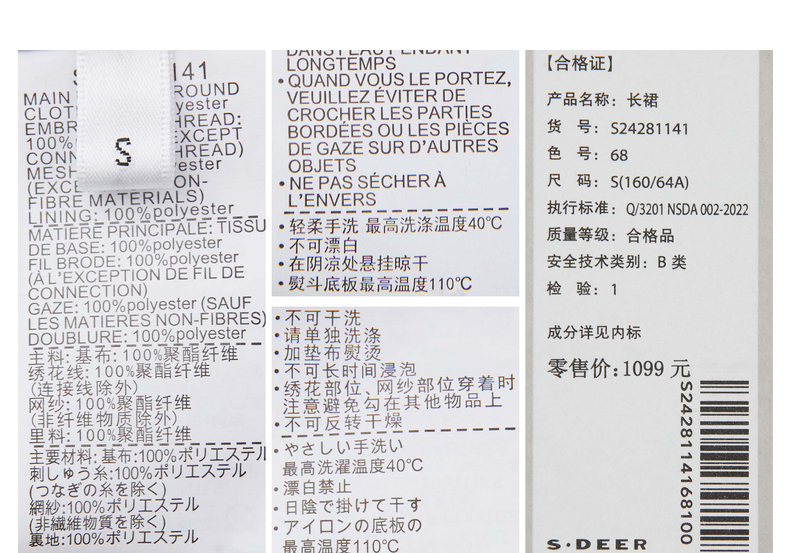 S
141
MAIN
ROUND
CLOT
yester
EMBR
HREAD:
100%
EXCEPT
CONN
HREAD)
MESH
yester
(EXCE
ON-
FIBRE MATERIALS)
LINING: 100%polyester
MATIÈRE PRINCIPALE: TISSU
DE BASE: 100%polyester
FIL BRODE: 100%polyester
(À L'EXCEPTION DE FIL DE
CONNECTION)
GAZE: 100%polyester (SAUF
LES MATIERES NON-FIBRES)
DOUBLURE: 100%polyester
主料: 基布: 100%聚酯纤维
绣花线: 100%聚酯纤维
(连接线除外)
网纱: 100%聚酯纤维
(非纤维物质除外)
里料: 100%聚酯纤维
主要材料: 基布:100%ポリエステル
刺しゅう糸:100%ポリエステル
(つなぎの糸を除く)
網紗:100%ポリエステル
(非繊維物質を除く)
裏地:100%ポリエステル
DANS L'EAU PENDANT
LONGTEMPS
•QUAND VOUS LE PORTEZ,
VEUILLEZ ÉVITER DE
CROCHER LES PARTIES
BORDÉES OU LES PIÈCES
DE GAZE SUR D'AUTRES
OBJETS
•NE PAS SÉCHER À
L'ENVERS
•轻柔手洗 最高洗涤温度40℃
•不可漂白
•在阴凉处悬挂晾干
•熨斗底板最高温度110℃
•不可干洗
•请单独洗涤
•加垫布熨烫
•不可长时间浸泡
•绣花部位、网纱部位穿着时
注意避免勾在其他物品上
•不可反转干燥
•やさしい手洗い
最高洗濯温度40℃
•漂白禁止
•日陰で掛けて干す
•アイロンの底板の
最高温度110℃
【合格证】
产品名称: 长裙
货 号: S24281141
色 号: 68
尺 码: S(160/64A)
执行标准: Q/3201 NSDA 002-2022
质量等级: 合格品
安全技术类别: B 类
检 验: 1
成分详见内标
零售价: 1099 元
S2428114168100
S·DEER